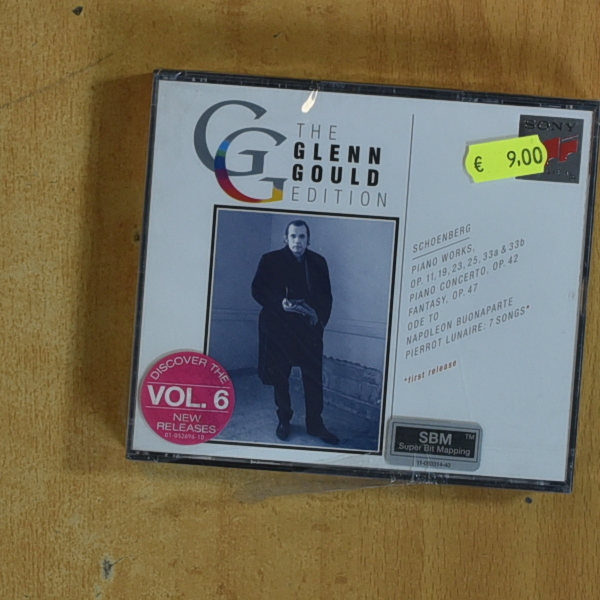 GG
THE
GLENN
GOULD
EDITION
SONY
€ 9,00
SCHOENBERG
PIANO WORKS,
OP. 11, 19, 23, 25, 33a & 33b
PIANO CONCERTO, OP. 42
FANTASY, OP. 47
ODE TO
NAPOLEON BUONAPARTE
PIERROT LUNAIRE: 7 SONGS*
*first release
DISCOVER THE
VOL. 6
NEW
RELEASES
SBM TM
Super Bit Mapping